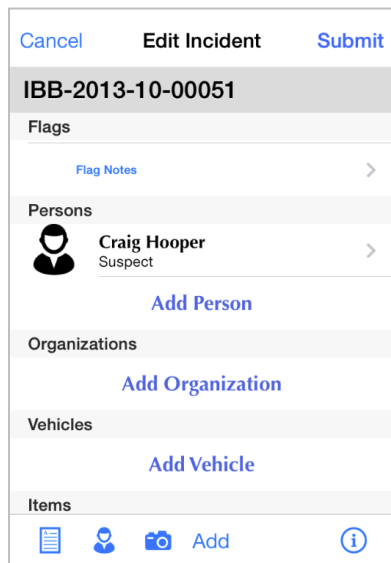 Cancel Edit Incident Submit
IBB-2013-10-00051
Flags
Flag Notes
Persons
Craig Hooper
Suspect
Add Person
Organizations
Add Organization
Vehicles
Add Vehicle
Items
Add